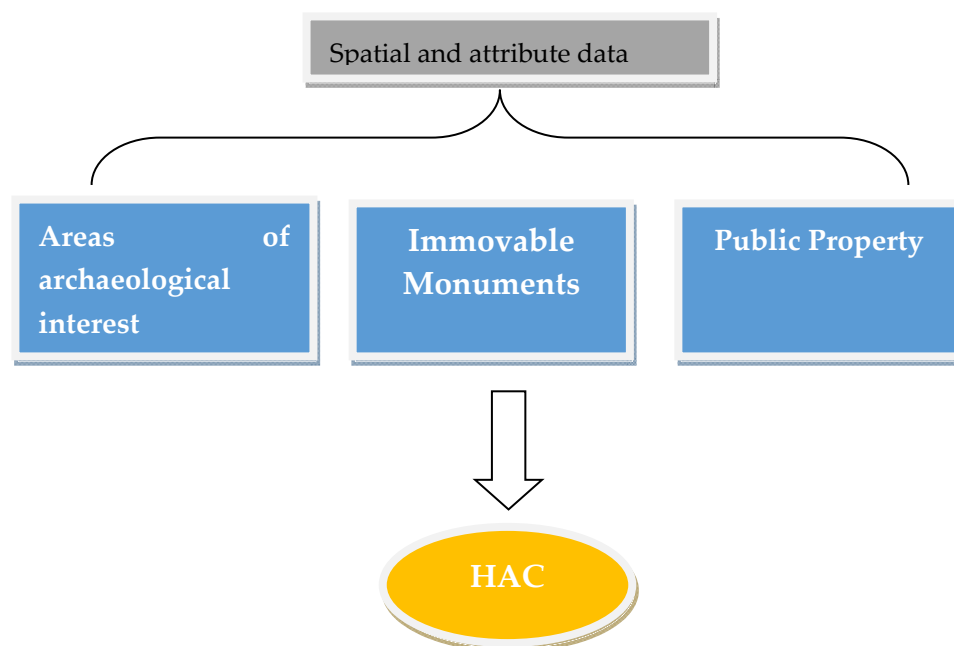 Spatial and attribute data
Areas of
archaeological
interest
Immovable
Monuments
Public Property
HAC